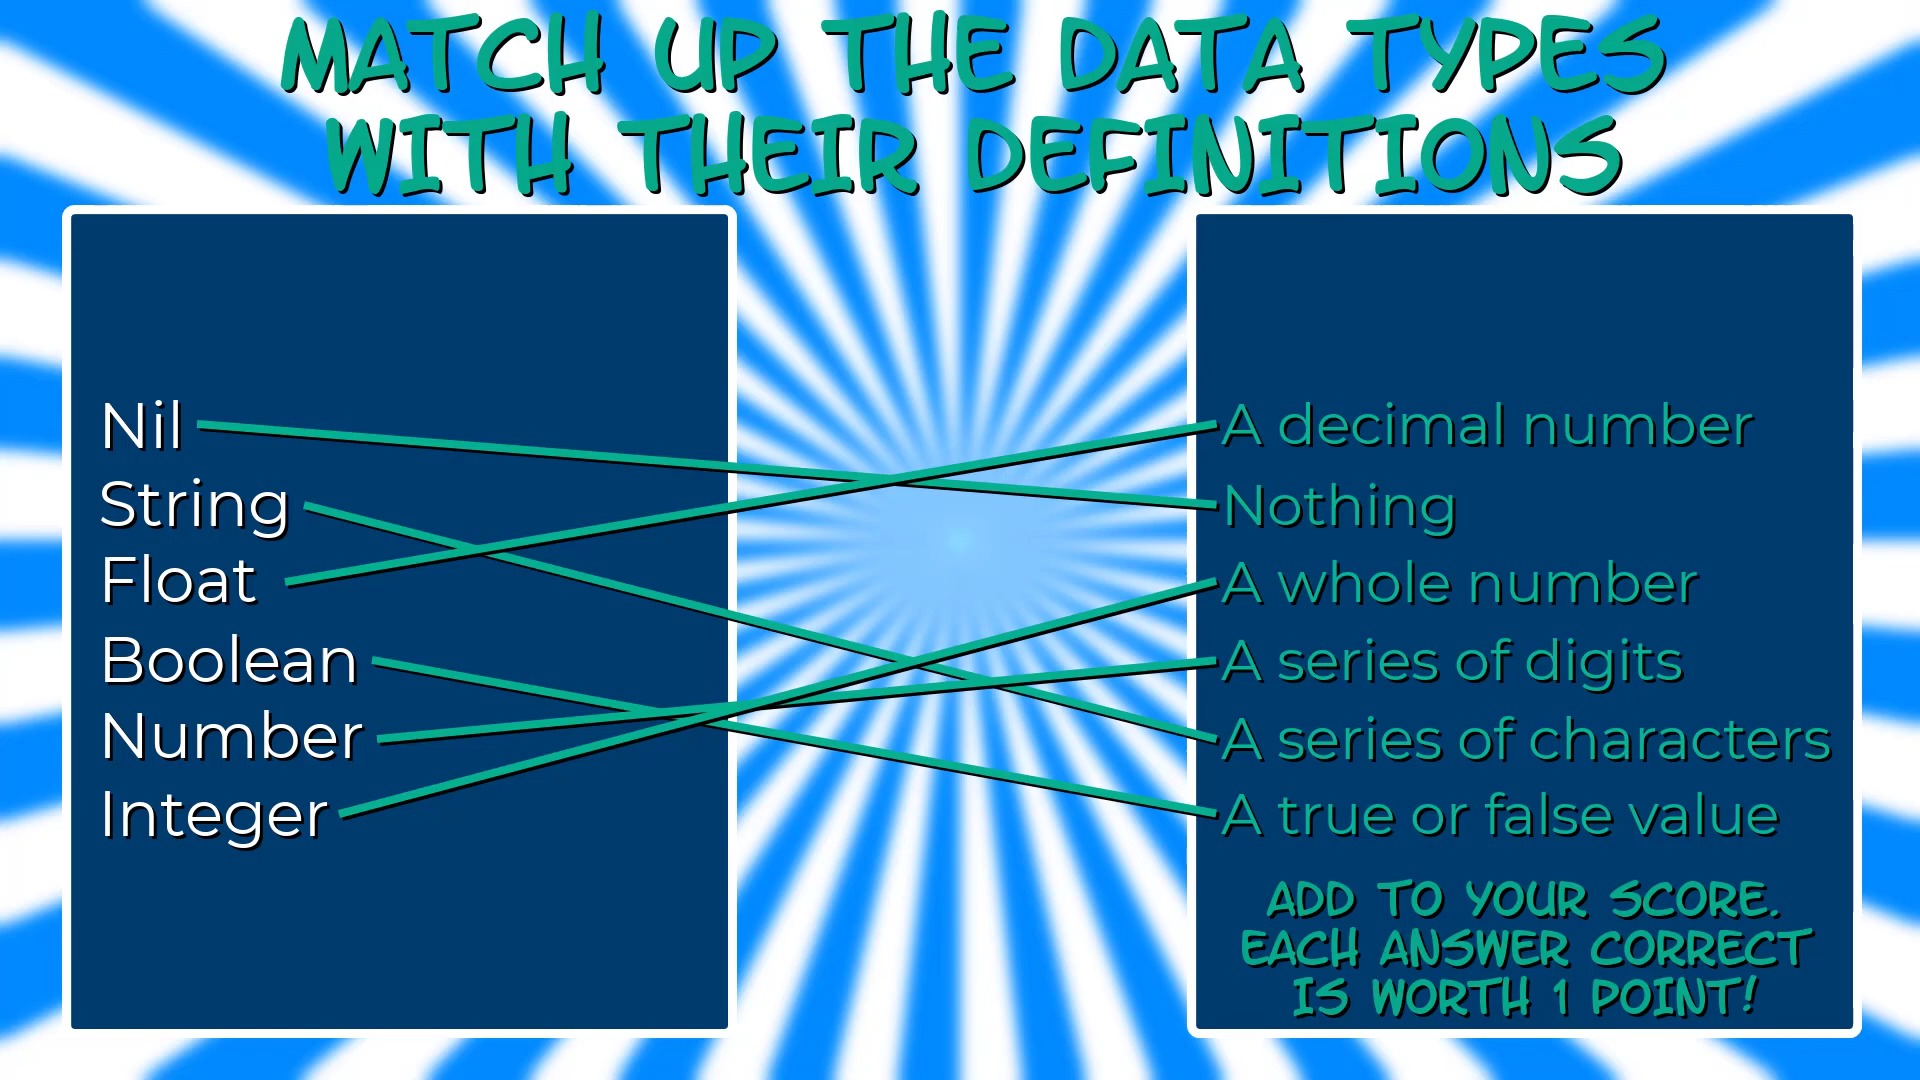 MATCH UP THE DATA TYPES
WITH THEIR DEFINITIONS
Nil
String
Float
Boolean
Number
Integer
A decimal number
Nothing
A whole number
A series of digits
A series of characters
A true or false value
ADD TO YOUR SCORE.
EACH ANSWER CORRECT
IS WORTH 1 POINT!